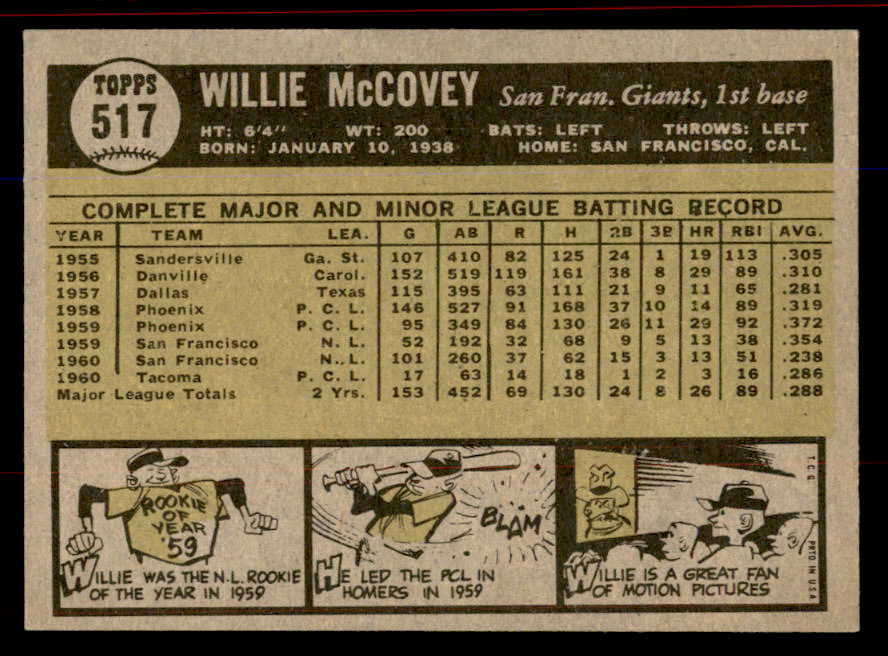 TOPPS
517
WILLIE McCOVEY San Fran. Giants, 1st base
HT: 6'4" WT: 200 BATS: LEFT THROWS: LEFT
BORN: JANUARY 10, 1938 HOME: SAN FRANCISCO, CAL.
COMPLETE MAJOR AND MINOR LEAGUE BATTING RECORD
YEAR TEAM LEA. G AB R H 2B 3B HR RBI AVG.
1955 Sandersville Ga. St. 107 410 82 125 24 1 19 113 .305
1956 Danville Carol. 152 519 119 161 38 8 29 89 .310
1957 Dallas Texas 115 395 63 111 21 9 11 65 .281
1958 Phoenix P. C. L. 146 527 91 168 37 10 14 89 .319
1959 Phoenix P. C. L. 95 349 84 130 26 11 29 92 .372
1959 San Francisco N. L. 52 192 32 68 9 5 13 38 .354
1960 San Francisco N. L. 101 260 37 62 15 3 13 51 .238
1960 Tacoma P. C. L. 17 63 14 18 1 2 3 16 .286
Major League Totals 2 Yrs. 153 452 69 130 24 8 26 89 .288
ROOKIE
OF
YEAR
'59
WILLIE WAS THE N.L. ROOKIE
OF THE YEAR IN 1959
BLAM
HE LED THE PCL IN
HOMERS IN 1959
WILLIE IS A GREAT FAN
OF MOTION PICTURES
T.C.G. PRTD IN U.S.A.